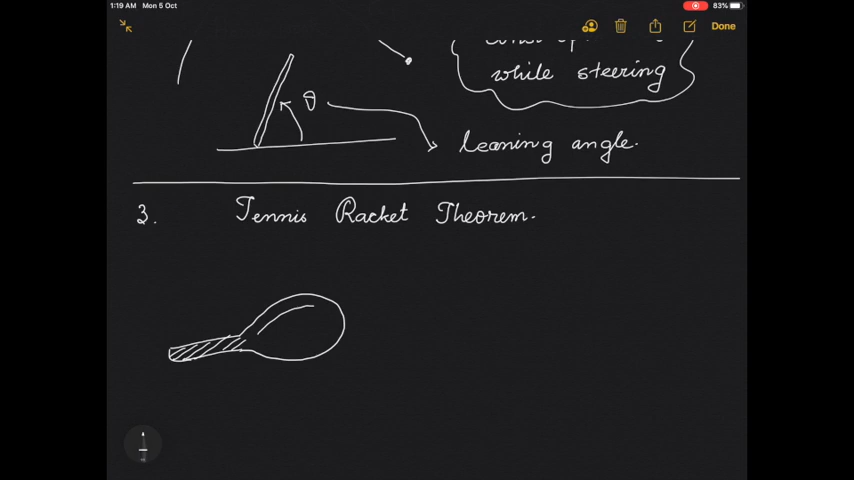 1:19 AM Mon 5 Oct
83%
Done
while steering
θ
leaning angle.
3. Tennis Racket Theorem.